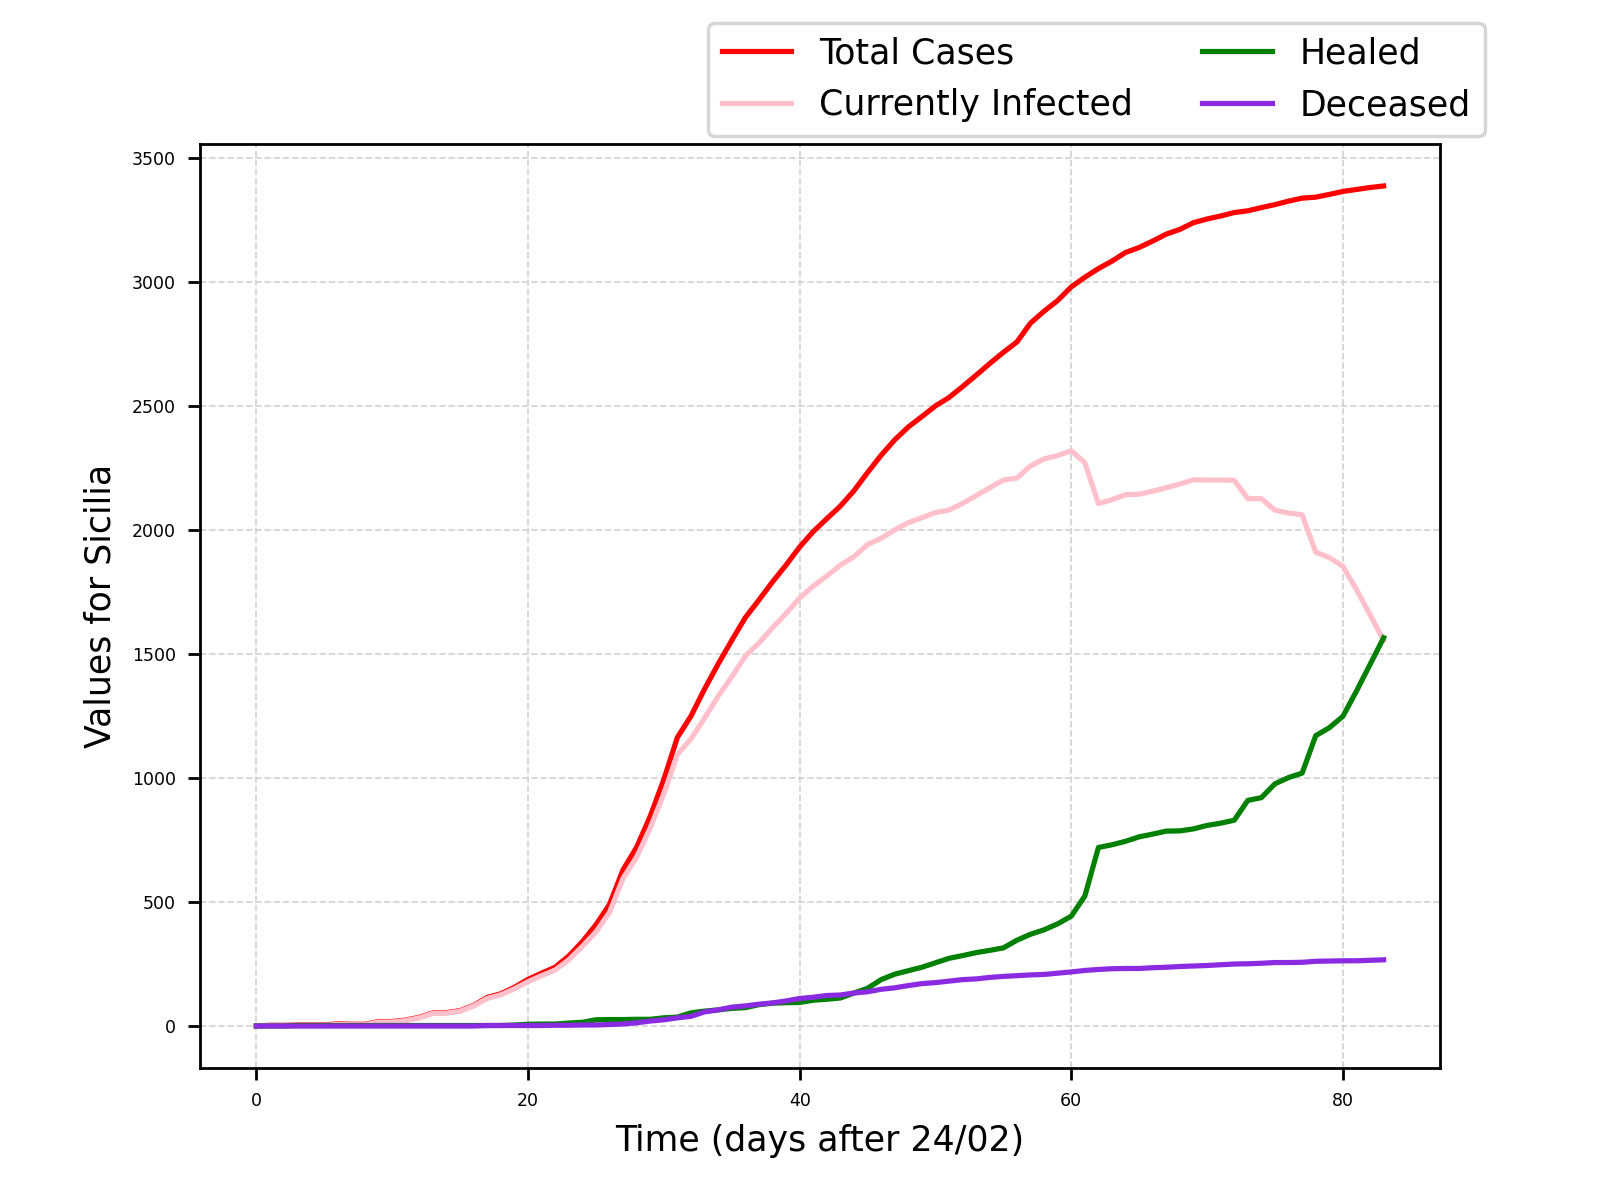 Total Cases
Currently Infected
Healed
Deceased
3500
3000
2500
2000
1500
1000
500
0
Values for Sicilia
0 20 40 60 80
Time (days after 24/02)